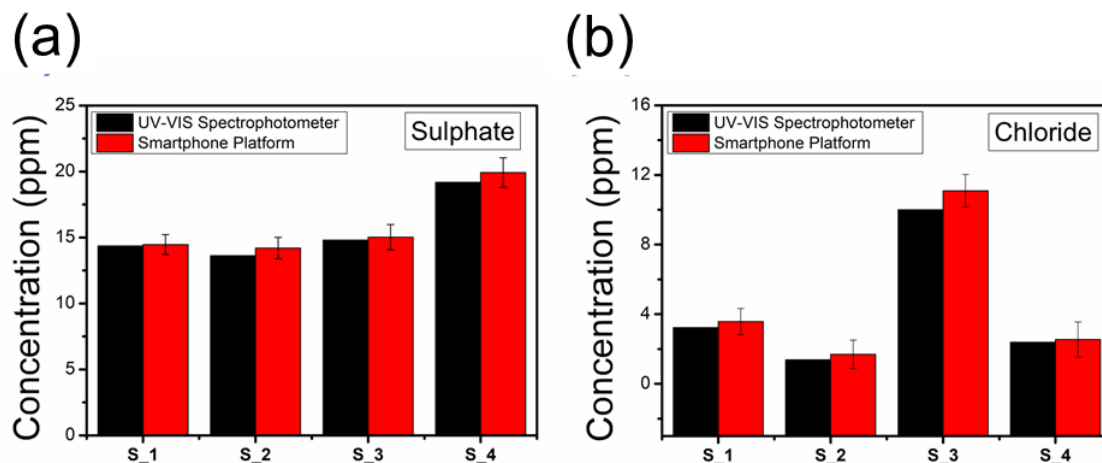 (a)
Concentration (ppm)
25
20
15
10
5
0
UV-VIS Spectrophotometer
Smartphone Platform
Sulphate
S_1 S_2 S_3 S_4
(b)
Concentration (ppm)
16
12
8
4
0
UV-VIS Spectrophotometer
Smartphone Platform
Chloride
S_1 S_2 S_3 S_4